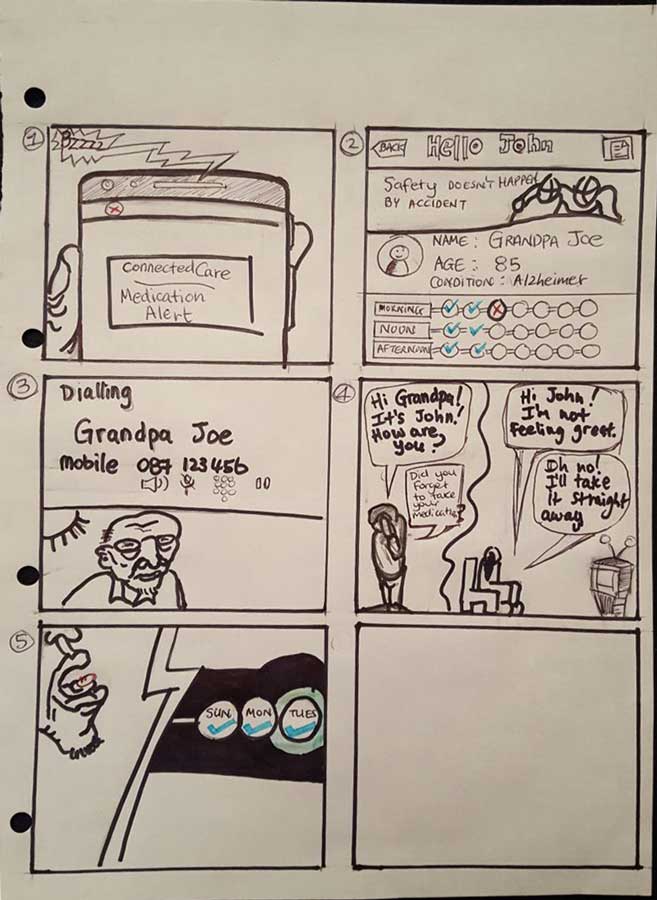 1
Bzzzz
ConnectedCare
Medication
Alert
2
BACK
Hello John
Safety DOESN'T HAPPEN
BY ACCIDENT
NAME: GRANDPA JOE
AGE: 85
CONDITION: Alzheimer
MORNING
NOON
AFTERNOON
3
Dialling
Grandpa Joe
mobile 087 123456
4
Hi Grandpa!
It's John!
How are
you?
Hi John!
I'm not
feeling great.
Did you
forget
to take
your
medication?
Oh no!
I'll take
it straight
away
5
SUN
MON
TUES